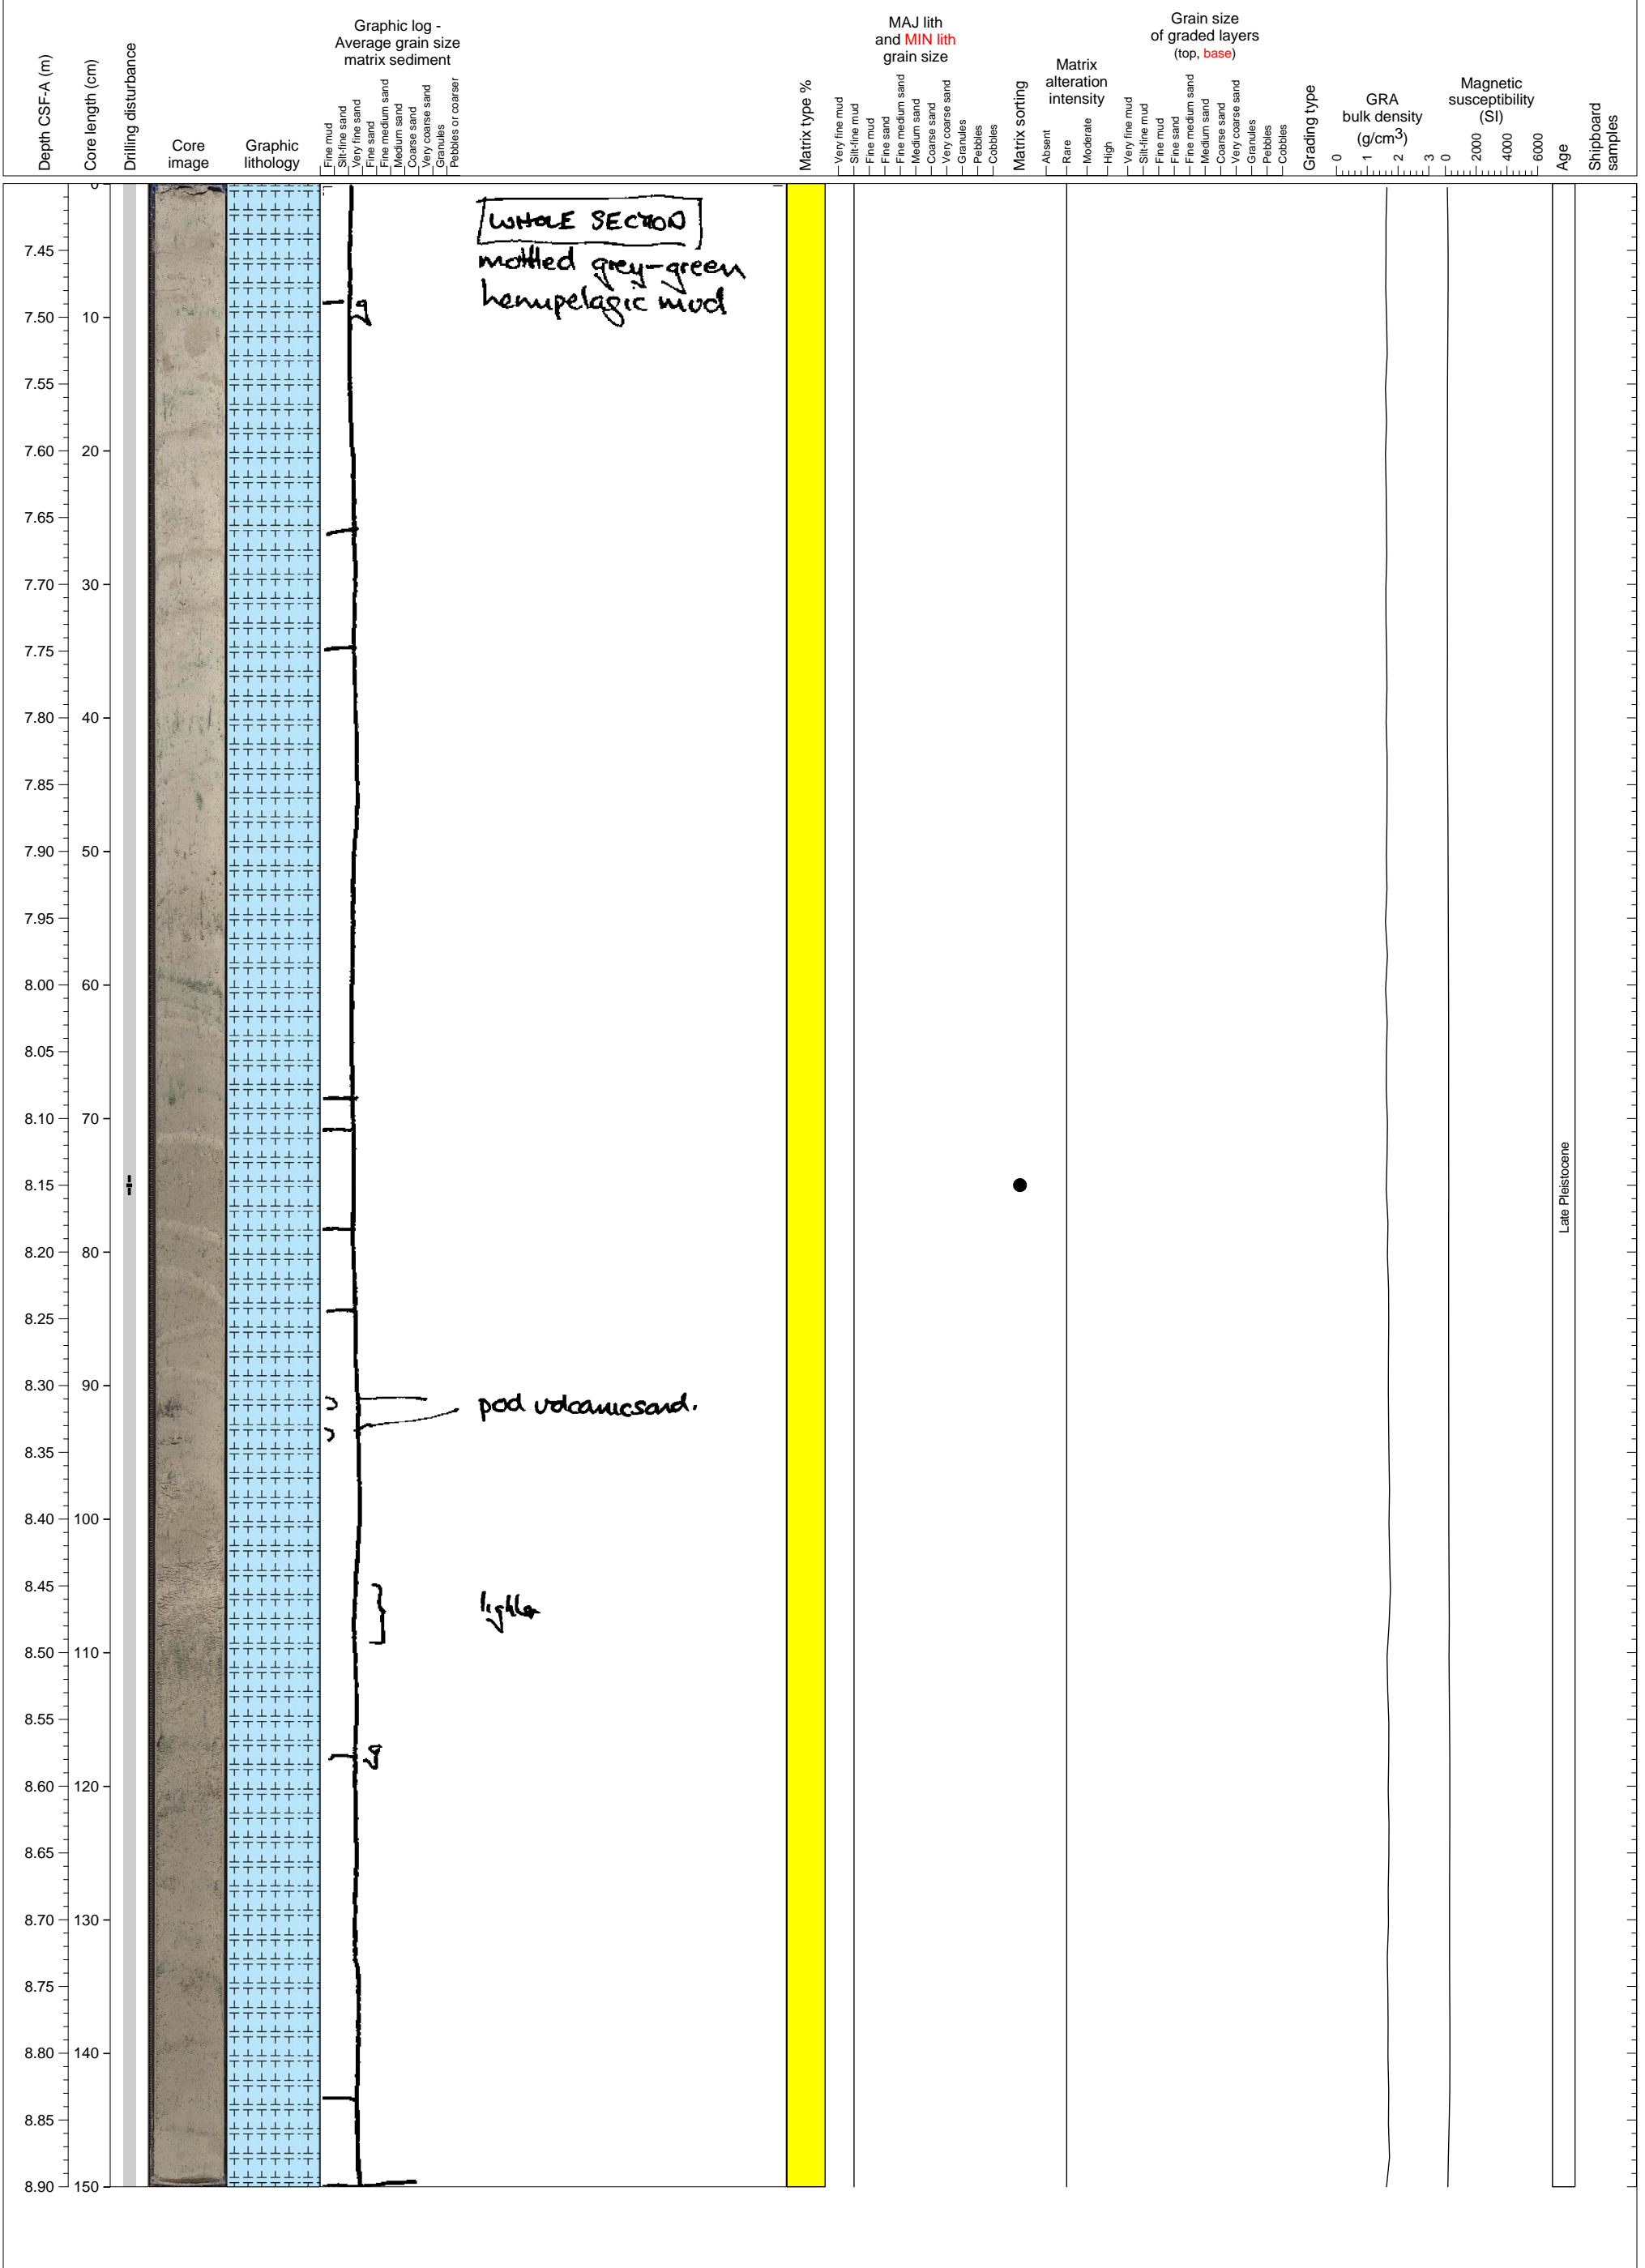 Depth CSF-A (m)
Core length (cm)
Drilling disturbance
Core
image
Graphic
lithology
Graphic log -
Average grain size
matrix sediment
Fine mud
Silt-fine sand
Very fine sand
Fine sand
Fine medium sand
Medium sand
Coarse sand
Very coarse sand
Granules
Pebbles or coarser
Matrix type %
MAJ lith
and MIN lith
grain size
Very fine mud
Silt-fine mud
Fine mud
Fine sand
Fine medium sand
Medium sand
Coarse sand
Very coarse sand
Granules
Pebbles
Cobbles
Matrix sorting
Matrix
alteration
intensity
Absent
Rare
Moderate
High
Grain size
of graded layers
(top, base)
Very fine mud
Silt-fine mud
Fine mud
Fine sand
Fine medium sand
Medium sand
Coarse sand
Very coarse sand
Granules
Pebbles
Cobbles
Grading type
GRA
bulk density
(g/cm3)
0 1 2 3
Magnetic
susceptibility
(SI)
0 2000 4000 6000
Age
Shipboard
samples
0
7.45
7.50 10
7.55
7.60 20
7.65
7.70 30
7.75
7.80 40
7.85
7.90 50
7.95
8.00 60
8.05
8.10 70
8.15
8.20 80
8.25
8.30 90
8.35
8.40 100
8.45
8.50 110
8.55
8.60 120
8.65
8.70 130
8.75
8.80 140
8.85
8.90 150
WHOLE SECTION
mottled grey-green
hemipelagic mud
pod volcanic sand.
lighter
Late Pleistocene